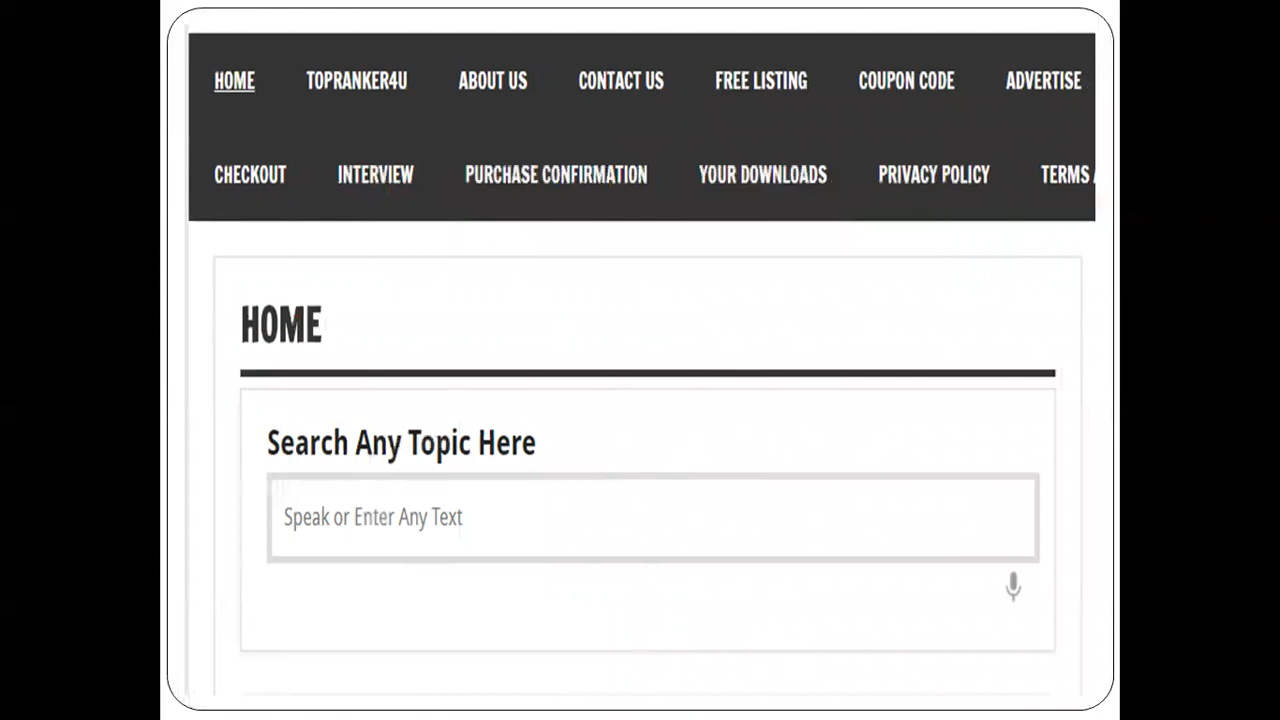 HOME TOPRANKER4U ABOUT US CONTACT US FREE LISTING COUPON CODE ADVERTISE
CHECKOUT INTERVIEW PURCHASE CONFIRMATION YOUR DOWNLOADS PRIVACY POLICY TERMS
HOME
Search Any Topic Here
Speak or Enter Any Text